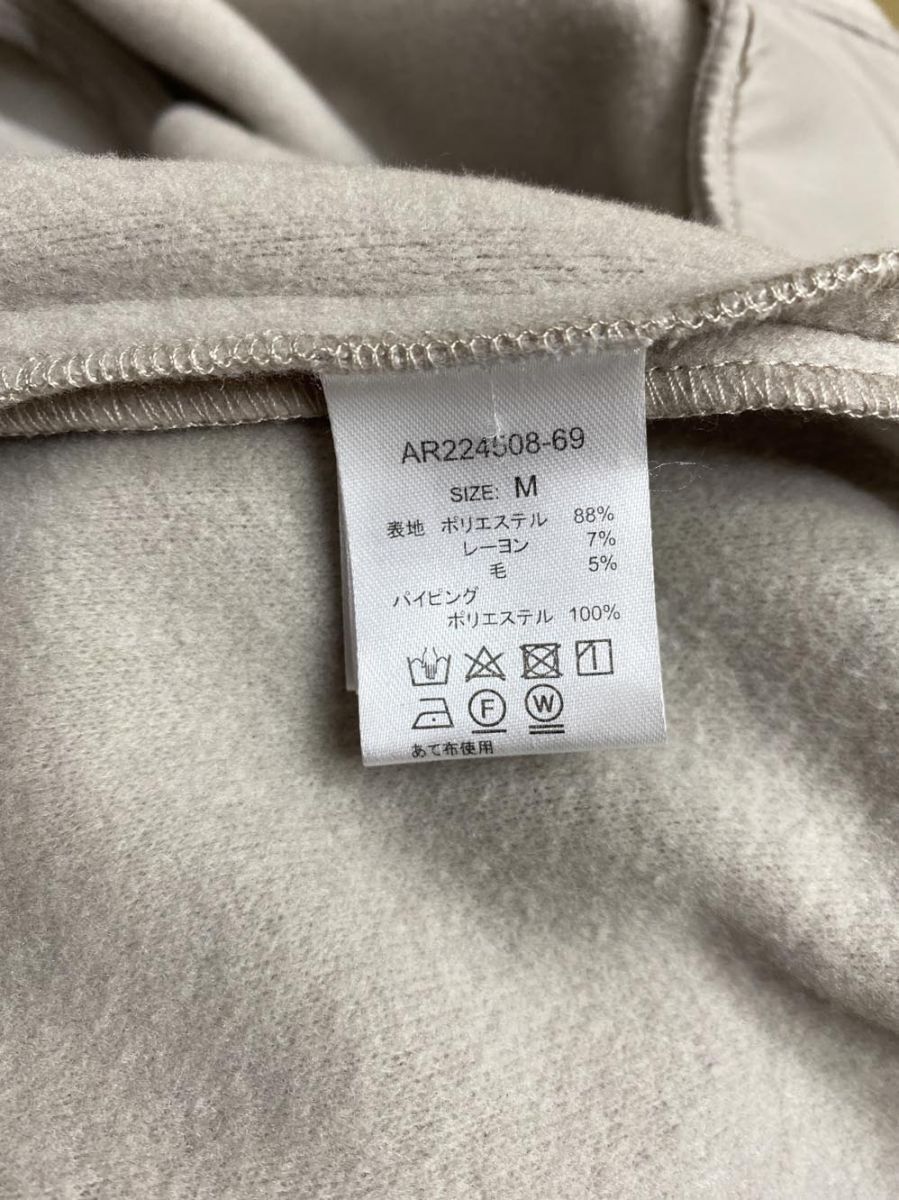 AR224508-69
SIZE: M
表地 ポリエステル 88%
レーヨン 7%
毛 5%
パイピング
ポリエステル 100%
F W
あて布使用